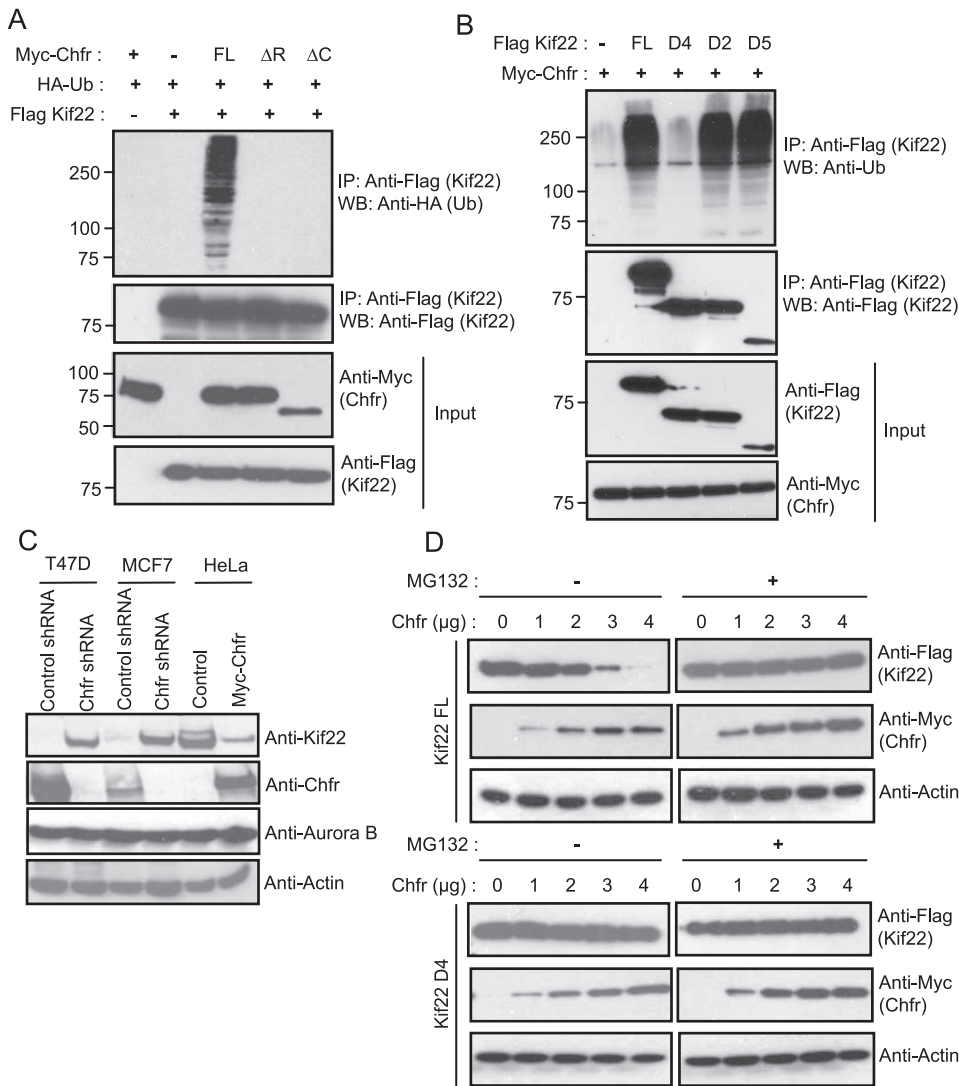 A
Myc-Chfr : + - FL ΔR ΔC
HA-Ub : + + + + +
Flag Kif22 : - + + + +
250
100
75
IP: Anti-Flag (Kif22)
WB: Anti-HA (Ub)
75
IP: Anti-Flag (Kif22)
WB: Anti-Flag (Kif22)
100
75
50
Anti-Myc
(Chfr)
75
Anti-Flag
(Kif22)
Input
B
Flag Kif22 : - FL D4 D2 D5
Myc-Chfr : + + + + +
250
100
75
IP: Anti-Flag (Kif22)
WB: Anti-Ub
75
IP: Anti-Flag (Kif22)
WB: Anti-Flag (Kif22)
75
Anti-Flag
(Kif22)
75
Anti-Myc
(Chfr)
Input
C
T47D MCF7 HeLa
Control shRNA
Chfr shRNA
Control shRNA
Chfr shRNA
Control
Myc-Chfr
Anti-Kif22
Anti-Chfr
Anti-Aurora B
Anti-Actin
D
MG132 : - +
Chfr (µg) : 0 1 2 3 4 0 1 2 3 4
Kif22 FL
Anti-Flag
(Kif22)
Anti-Myc
(Chfr)
Anti-Actin
MG132 : - +
Chfr (µg) : 0 1 2 3 4 0 1 2 3 4
Kif22 D4
Anti-Flag
(Kif22)
Anti-Myc
(Chfr)
Anti-Actin